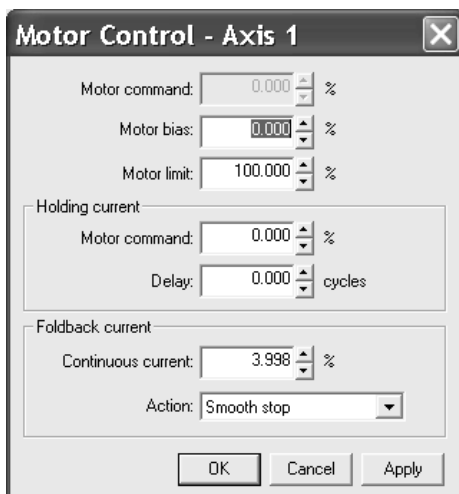 Motor Control - Axis 1
Motor command: 0.000 %
Motor bias: 0.000 %
Motor limit: 100.000 %
Holding current
Motor command: 0.000 %
Delay: 0.000 cycles
Foldback current
Continuous current: 3.998 %
Action: Smooth stop
OK Cancel Apply